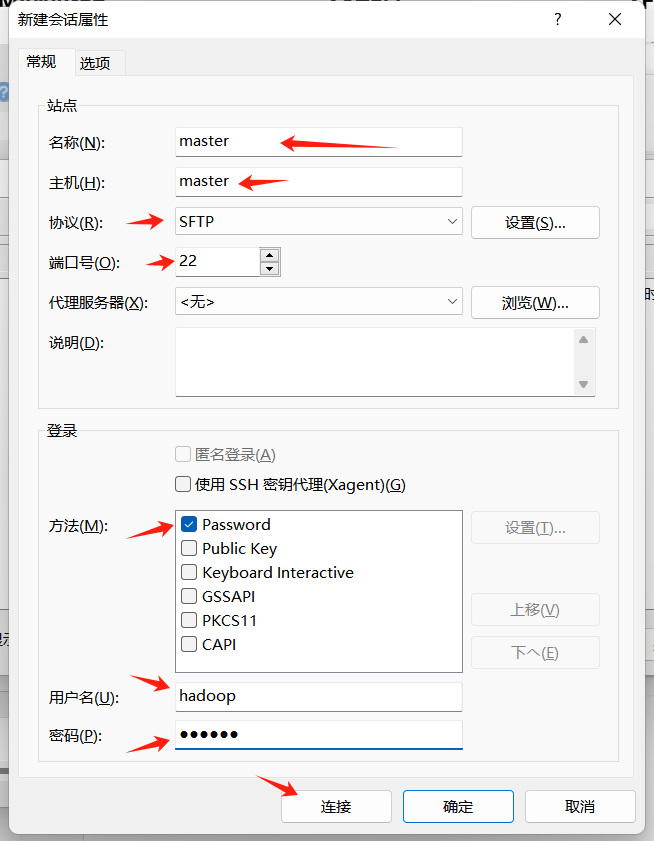 新建会话属性
?
常规 选项
站点
名称(N): master
主机(H): master
协议(R): SFTP 设置(S)...
端口号(O): 22
代理服务器(X): <无> 浏览(W)...
说明(D):
登录
匿名登录(A)
使用 SSH 密钥代理(Xagent)(G)
方法(M): Password 设置(T)...
Public Key
Keyboard Interactive
GSSAPI
PKCS11 上移(V)
CAPI 下へ(E)
用户名(U): hadoop
密码(P): ●●●●●●
连接 确定 取消